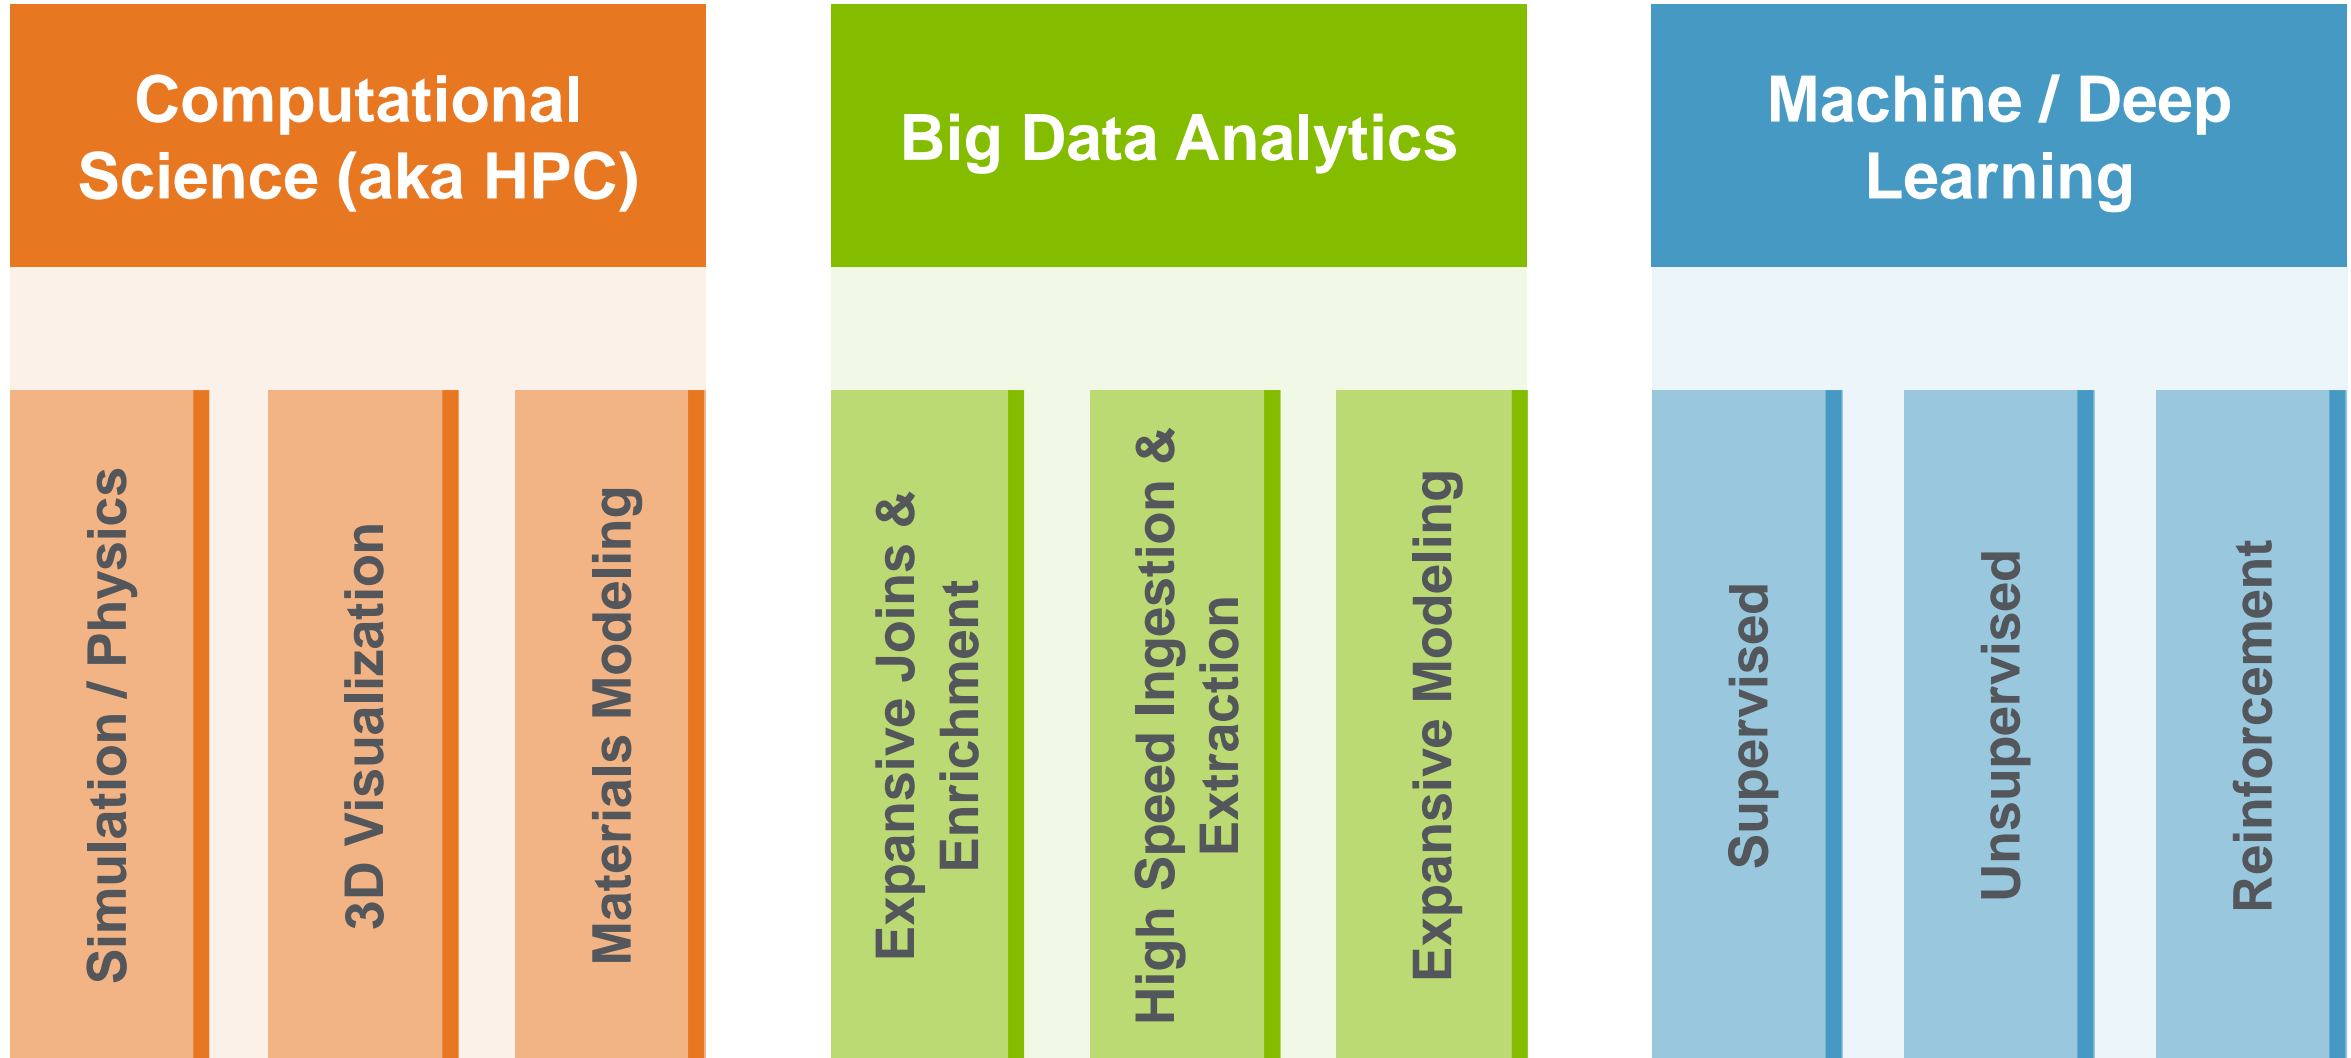 Computational
Science (aka HPC)
Simulation / Physics
3D Visualization
Materials Modeling
Big Data Analytics
Expansive Joins &
Enrichment
High Speed Ingestion &
Extraction
Expansive Modeling
Machine / Deep
Learning
Supervised
Unsupervised
Reinforcement